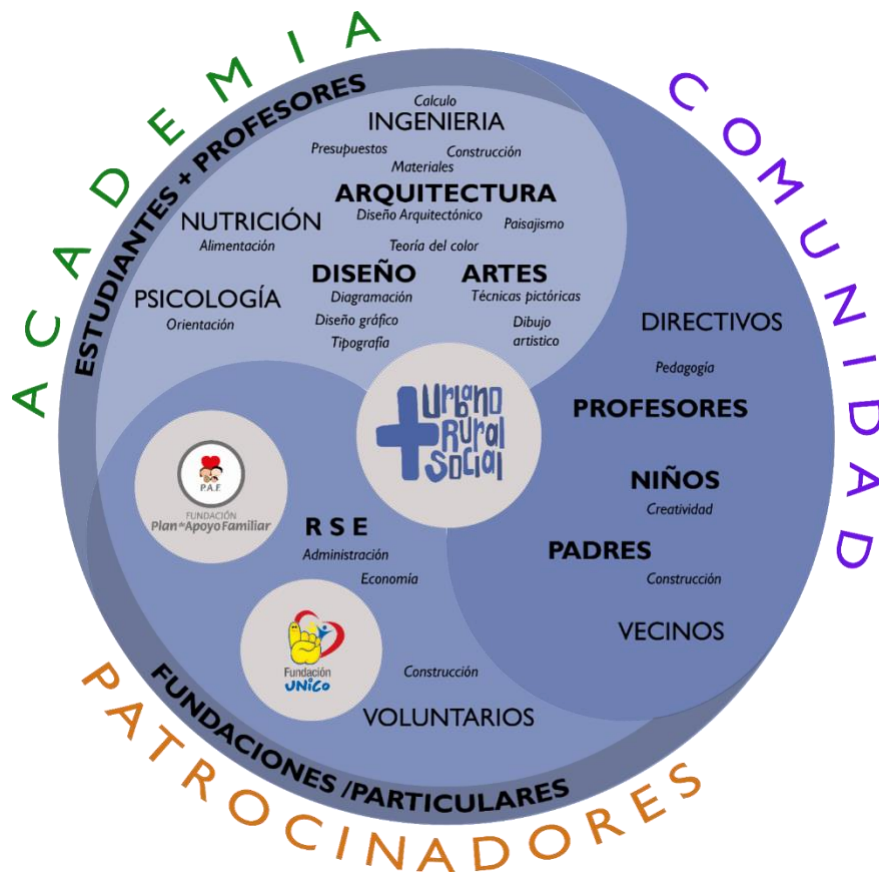 ACADEMIA
ESTUDIANTES + PROFESORES
Calculo
INGENIERIA
Presupuestos
Construcción
Materiales
ARQUITECTURA
Diseño Arquitectónico
Paisajismo
NUTRICIÓN
Alimentación
Teoría del color
DISEÑO
Diagramación
Diseño gráfico
Tipografía
ARTES
Técnicas pictóricas
Dibujo
artistico
PSICOLOGÍA
Orientación
COMUNIDAD
DIRECTIVOS
Pedagogía
PROFESORES
NIÑOS
Creatividad
PADRES
Construcción
VECINOS
+
Urbano
Rural
Social
P.A.F.
FUNDACIÓN
Plan de Apoyo Familiar
R S E
Administración
Economía
Fundación
UNiCo
Construcción
VOLUNTARIOS
FUNDACIONES /PARTICULARES
PATROCINADORES